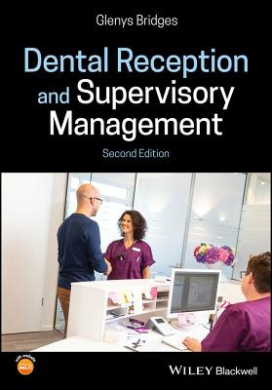 Glenys Bridges
Dental Reception
and Supervisory
Management
Second Edition
WILEY Blackwell